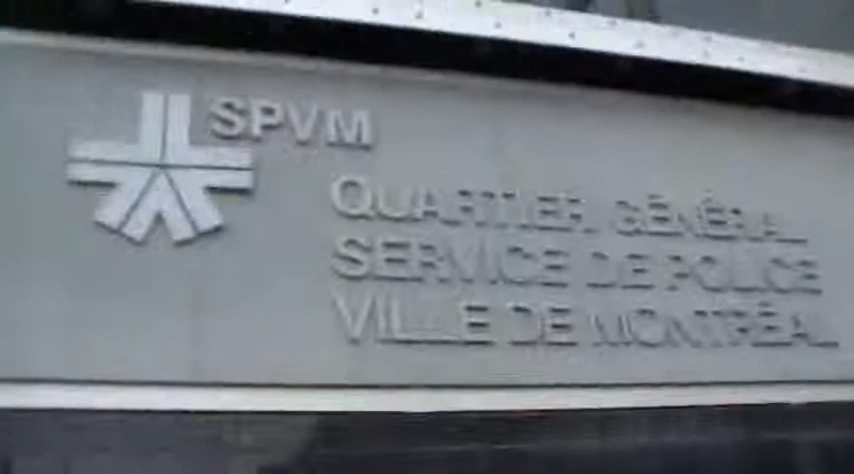 SPVM
QUARTIER GÉNÉRAL
SERVICE DE POLICE
VILLE DE MONTRÉAL